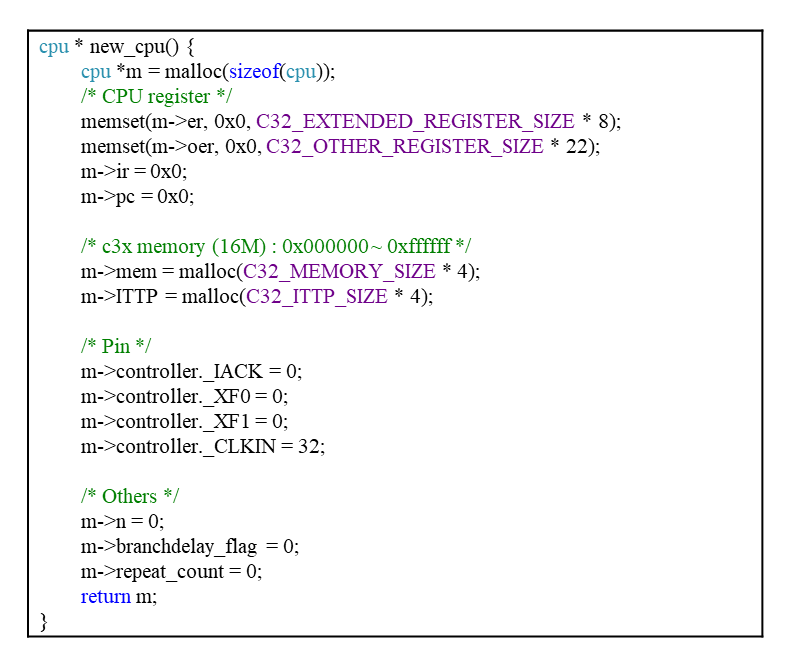 cpu * new_cpu() {
cpu *m = malloc(sizeof(cpu));
/* CPU register */
memset(m->er, 0x0, C32_EXTENDED_REGISTER_SIZE * 8);
memset(m->oer, 0x0, C32_OTHER_REGISTER_SIZE * 22);
m->ir = 0x0;
m->pc = 0x0;
/* c3x memory (16M) : 0x000000~ 0xffffff */
m->mem = malloc(C32_MEMORY_SIZE * 4);
m->ITTP = malloc(C32_ITTP_SIZE * 4);
/* Pin */
m->controller._IACK = 0;
m->controller._XF0 = 0;
m->controller._XF1 = 0;
m->controller._CLKIN = 32;
/* Others */
m->n = 0;
m->branchdelay_flag = 0;
m->repeat_count = 0;
return m;
}